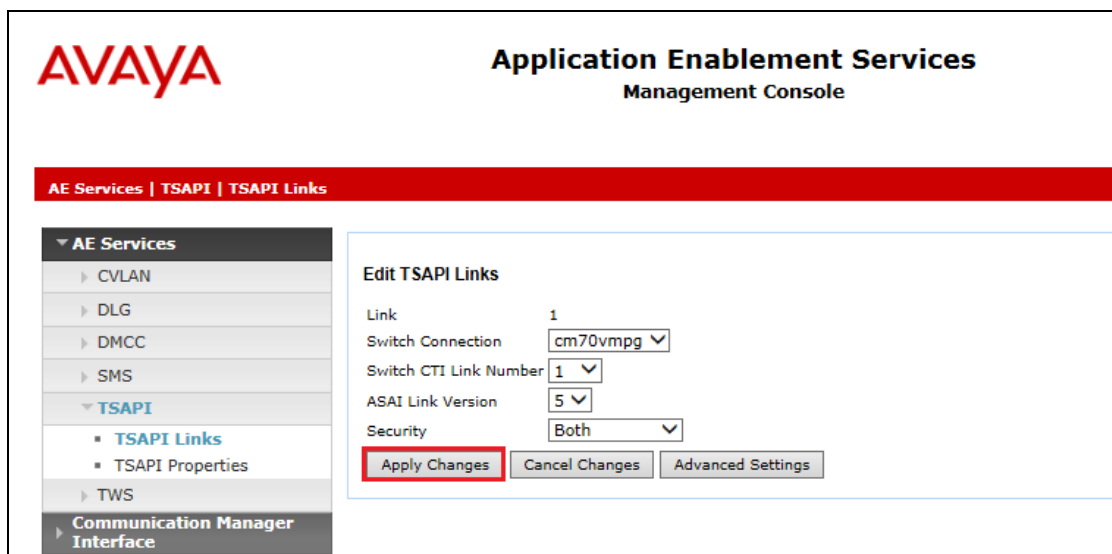 AVAYA
Application Enablement Services
Management Console
AE Services | TSAPI | TSAPI Links
AE Services
CVLAN
DLG
DMCC
SMS
TSAPI
TSAPI Links
TSAPI Properties
TWS
Communication Manager
Interface
Edit TSAPI Links
Link 1
Switch Connection cm70vmpg
Switch CTI Link Number 1
ASAI Link Version 5
Security Both
Apply Changes Cancel Changes Advanced Settings